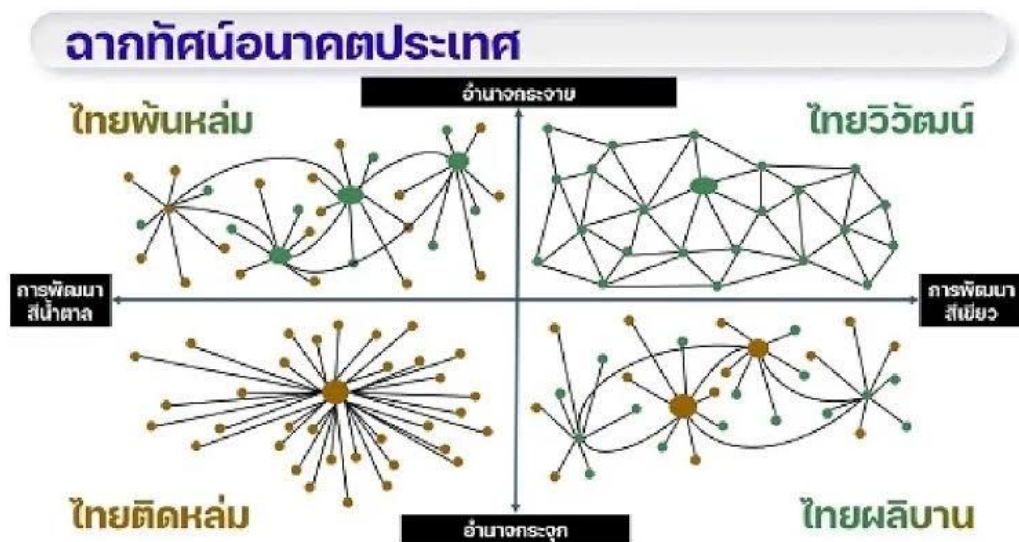 ฉากทัศน์อนาคตประเทศ
อำนาจกระจาย
ไทยพ้นหล่ม
ไทยวิวัฒน์
การพัฒนา
สีน้ำตาล
การพัฒนา
สีเขียว
ไทยติดหล่ม
อำนาจกระจุก
ไทยผลิบาน